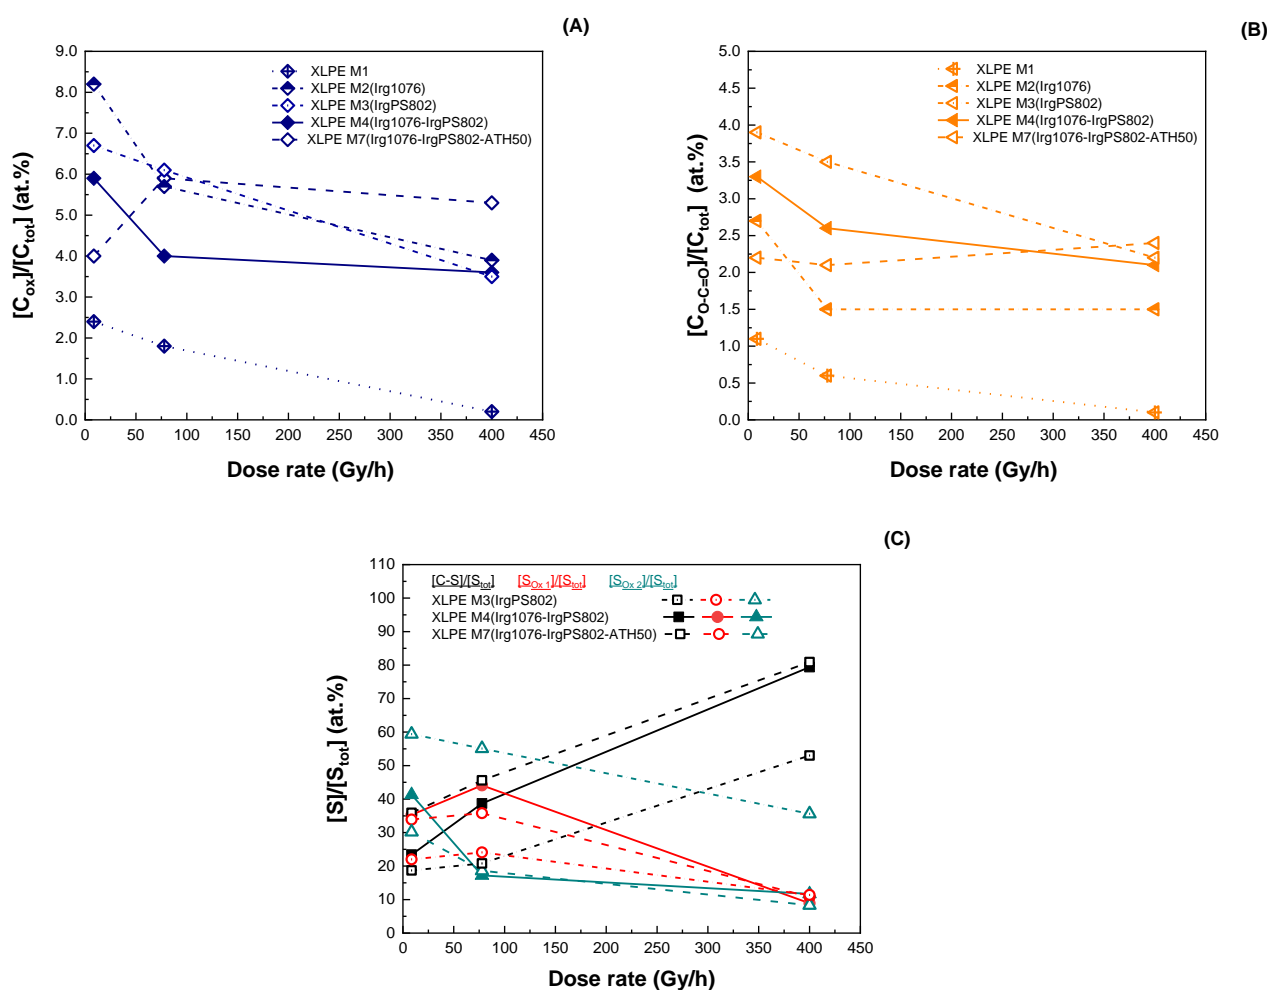 (A)
9.0
8.0
7.0
6.0
5.0
4.0
3.0
2.0
1.0
0.0
0 50 100 150 200 250 300 350 400 450
[Cox]/[Ctot] (at.%)
Dose rate (Gy/h)
XLPE M1
XLPE M2(Irg1076)
XLPE M3(IrgPS802)
XLPE M4(Irg1076-IrgPS802)
XLPE M7(Irg1076-IrgPS802-ATH50)
(B)
5.0
4.5
4.0
3.5
3.0
2.5
2.0
1.5
1.0
0.5
0.0
0 50 100 150 200 250 300 350 400 450
[CO-C=O]/[Ctot] (at.%)
Dose rate (Gy/h)
XLPE M1
XLPE M2(Irg1076)
XLPE M3(IrgPS802)
XLPE M4(Irg1076-IrgPS802)
XLPE M7(Irg1076-IrgPS802-ATH50)
(C)
110
100
90
80
70
60
50
40
30
20
10
0
0 50 100 150 200 250 300 350 400 450
[S]/[Stot] (at.%)
Dose rate (Gy/h)
[C-S]/[Stot] [SOx 1]/[Stot] [SOx 2]/[Stot]
XLPE M3(IrgPS802)
XLPE M4(Irg1076-IrgPS802)
XLPE M7(Irg1076-IrgPS802-ATH50)